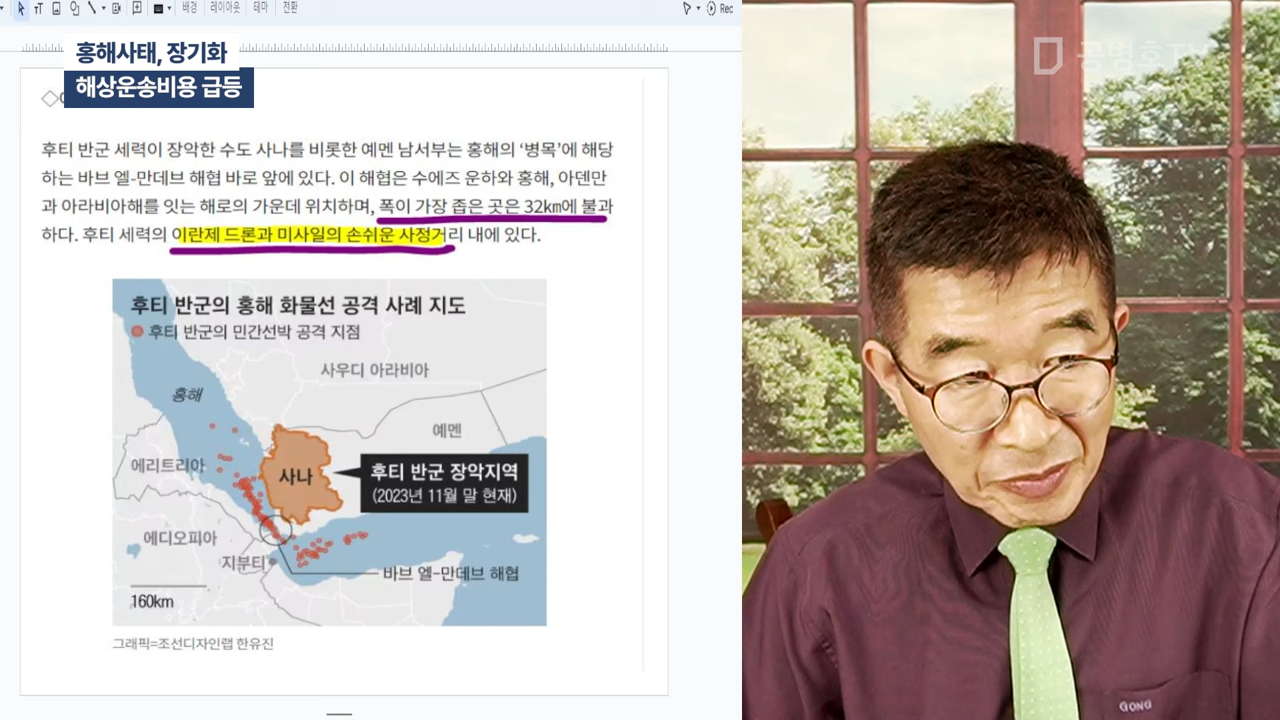 배경 레이아웃 테마 전환
Rec
홍해사태, 장기화
해상운송비용 급등
공병호TV
후티 반군 세력이 장악한 수도 사나를 비롯한 예멘 남서부는 홍해의 ‘병목’에 해당
하는 바브 엘-만데브 해협 바로 앞에 있다. 이 해협은 수에즈 운하와 홍해, 아덴만
과 아라비아해를 잇는 해로의 가운데 위치하며, 폭이 가장 좁은 곳은 32㎞에 불과
하다. 후티 세력의 이란제 드론과 미사일의 손쉬운 사정거리 내에 있다.
후티 반군의 홍해 화물선 공격 사례 지도
후티 반군의 민간선박 공격 지점
사우디 아라비아
홍해
예멘
에리트리아
사나
후티 반군 장악지역
(2023년 11월 말 현재)
에디오피아
지부티
바브 엘-만데브 해협
160km
그래픽=조선디자인랩 한유진
GONG